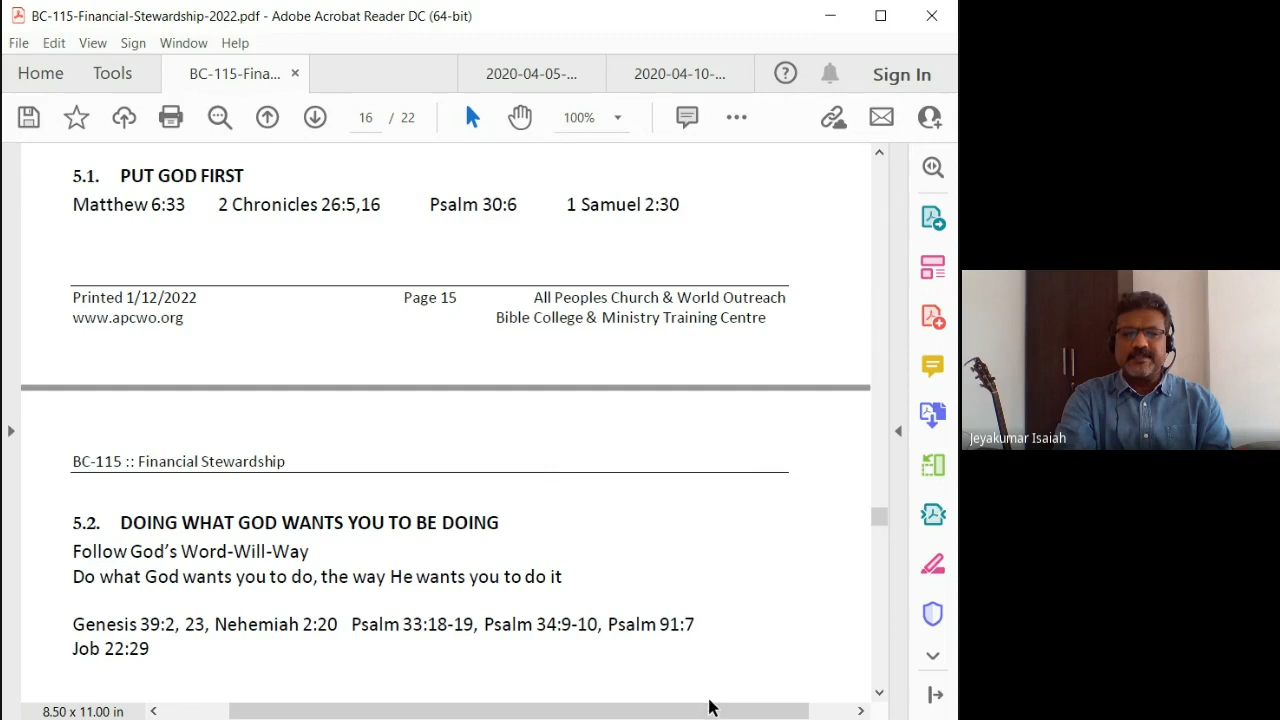 BC-115-Financial-Stewardship-2022.pdf - Adobe Acrobat Reader DC (64-bit)
File Edit View Sign Window Help
Home Tools BC-115-Fina... × 2020-04-05-... 2020-04-10-... Sign In
16 / 22 100%
5.1. PUT GOD FIRST
Matthew 6:33 2 Chronicles 26:5,16 Psalm 30:6 1 Samuel 2:30
Printed 1/12/2022 Page 15 All Peoples Church & World Outreach
www.apcwo.org Bible College & Ministry Training Centre
BC-115 :: Financial Stewardship
5.2. DOING WHAT GOD WANTS YOU TO BE DOING
Follow God's Word-Will-Way
Do what God wants you to do, the way He wants you to do it
Genesis 39:2, 23, Nehemiah 2:20 Psalm 33:18-19, Psalm 34:9-10, Psalm 91:7
Job 22:29
8.50 x 11.00 in
Jeyakumar Isaiah